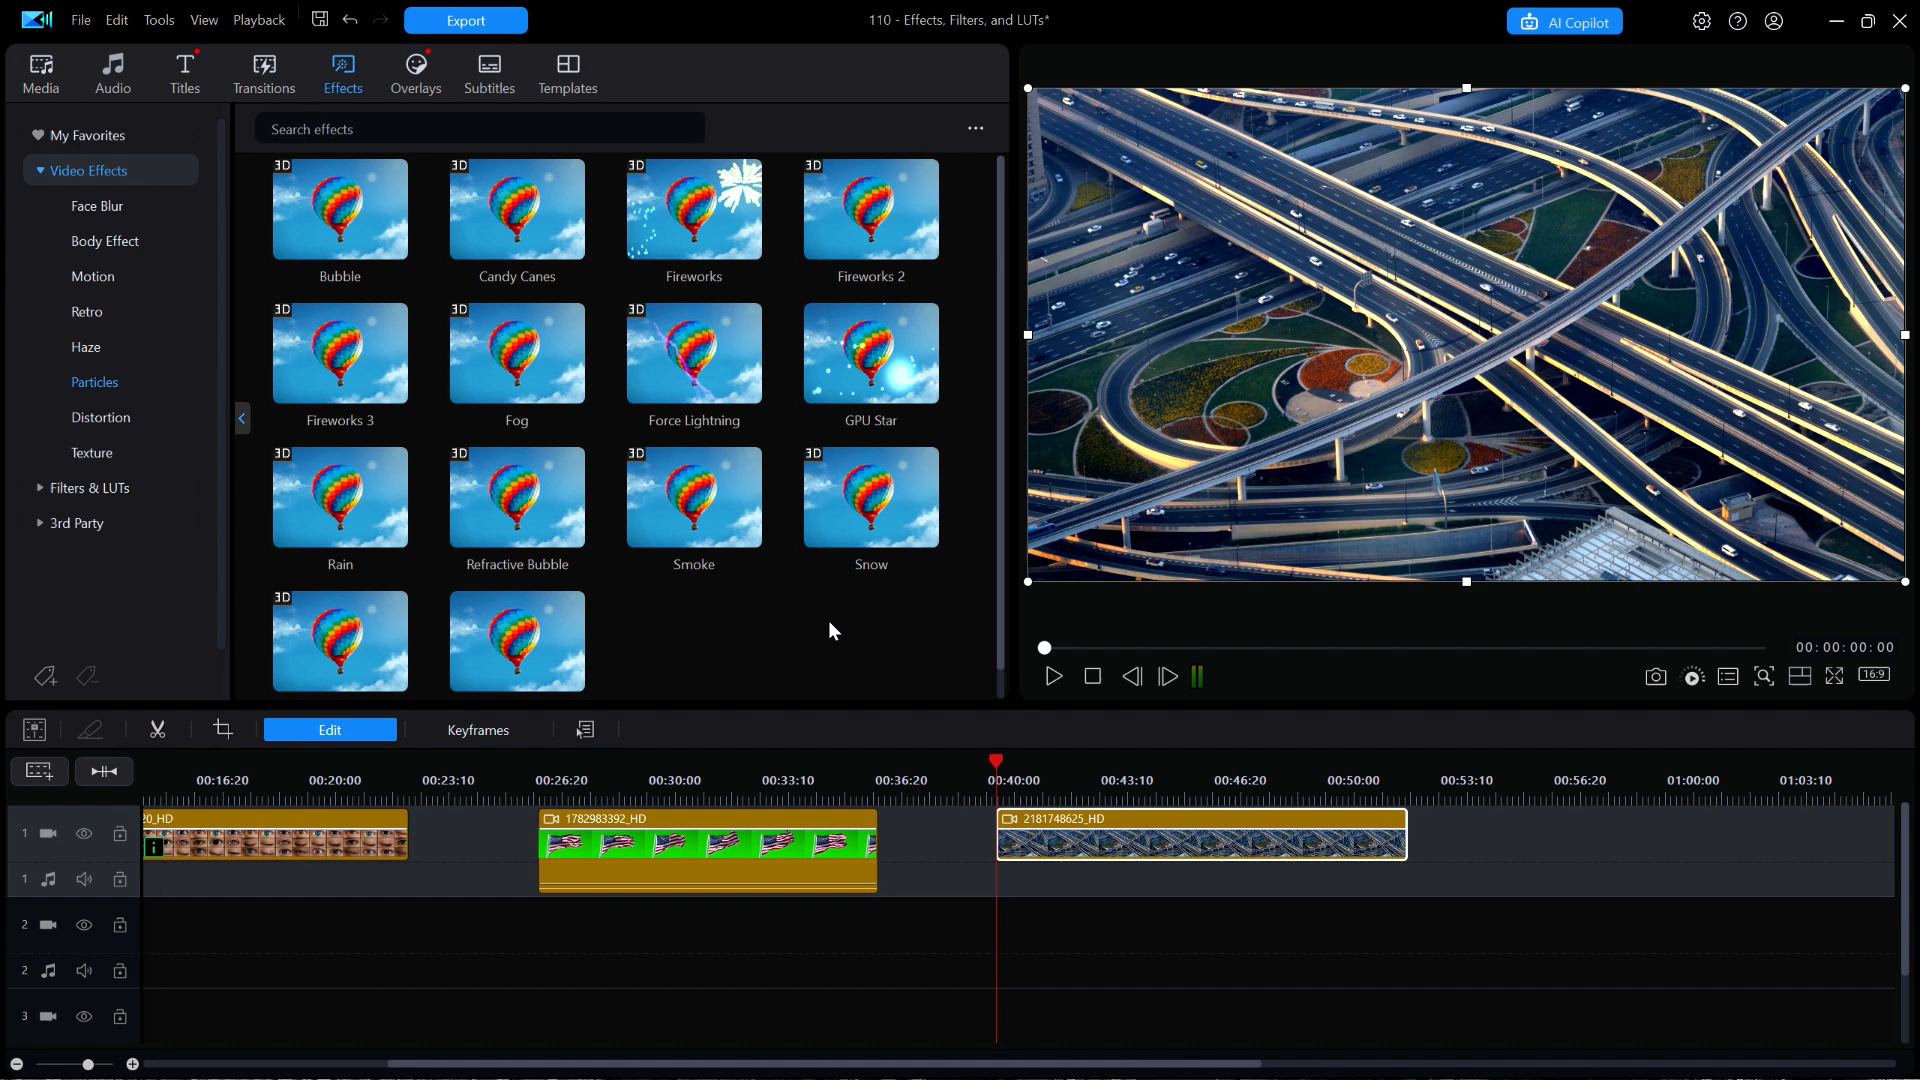 File Edit Tools View Playback Export 110 - Effects, Filters, and LUTs* AI Copilot
Media Audio Titles Transitions Effects Overlays Subtitles Templates
My Favorites
Video Effects
Face Blur
Body Effect
Motion
Retro
Haze
Particles
Distortion
Texture
Filters & LUTs
3rd Party
Search effects
3D 3D 3D 3D
Bubble Candy Canes Fireworks Fireworks 2
3D 3D 3D
Fireworks 3 Fog Force Lightning GPU Star
3D 3D 3D 3D
Rain Refractive Bubble Smoke Snow
3D
00:00:00:00
16:9
Edit Keyframes
00:16:20 00:20:00 00:23:10 00:26:20 00:30:00 00:33:10 00:36:20 00:40:00 00:43:10 00:46:20 00:50:00 00:53:10 00:56:20 01:00:00 01:03:10
20_HD 1782983392_HD 2181748625_HD
1
i
1
2
2
3